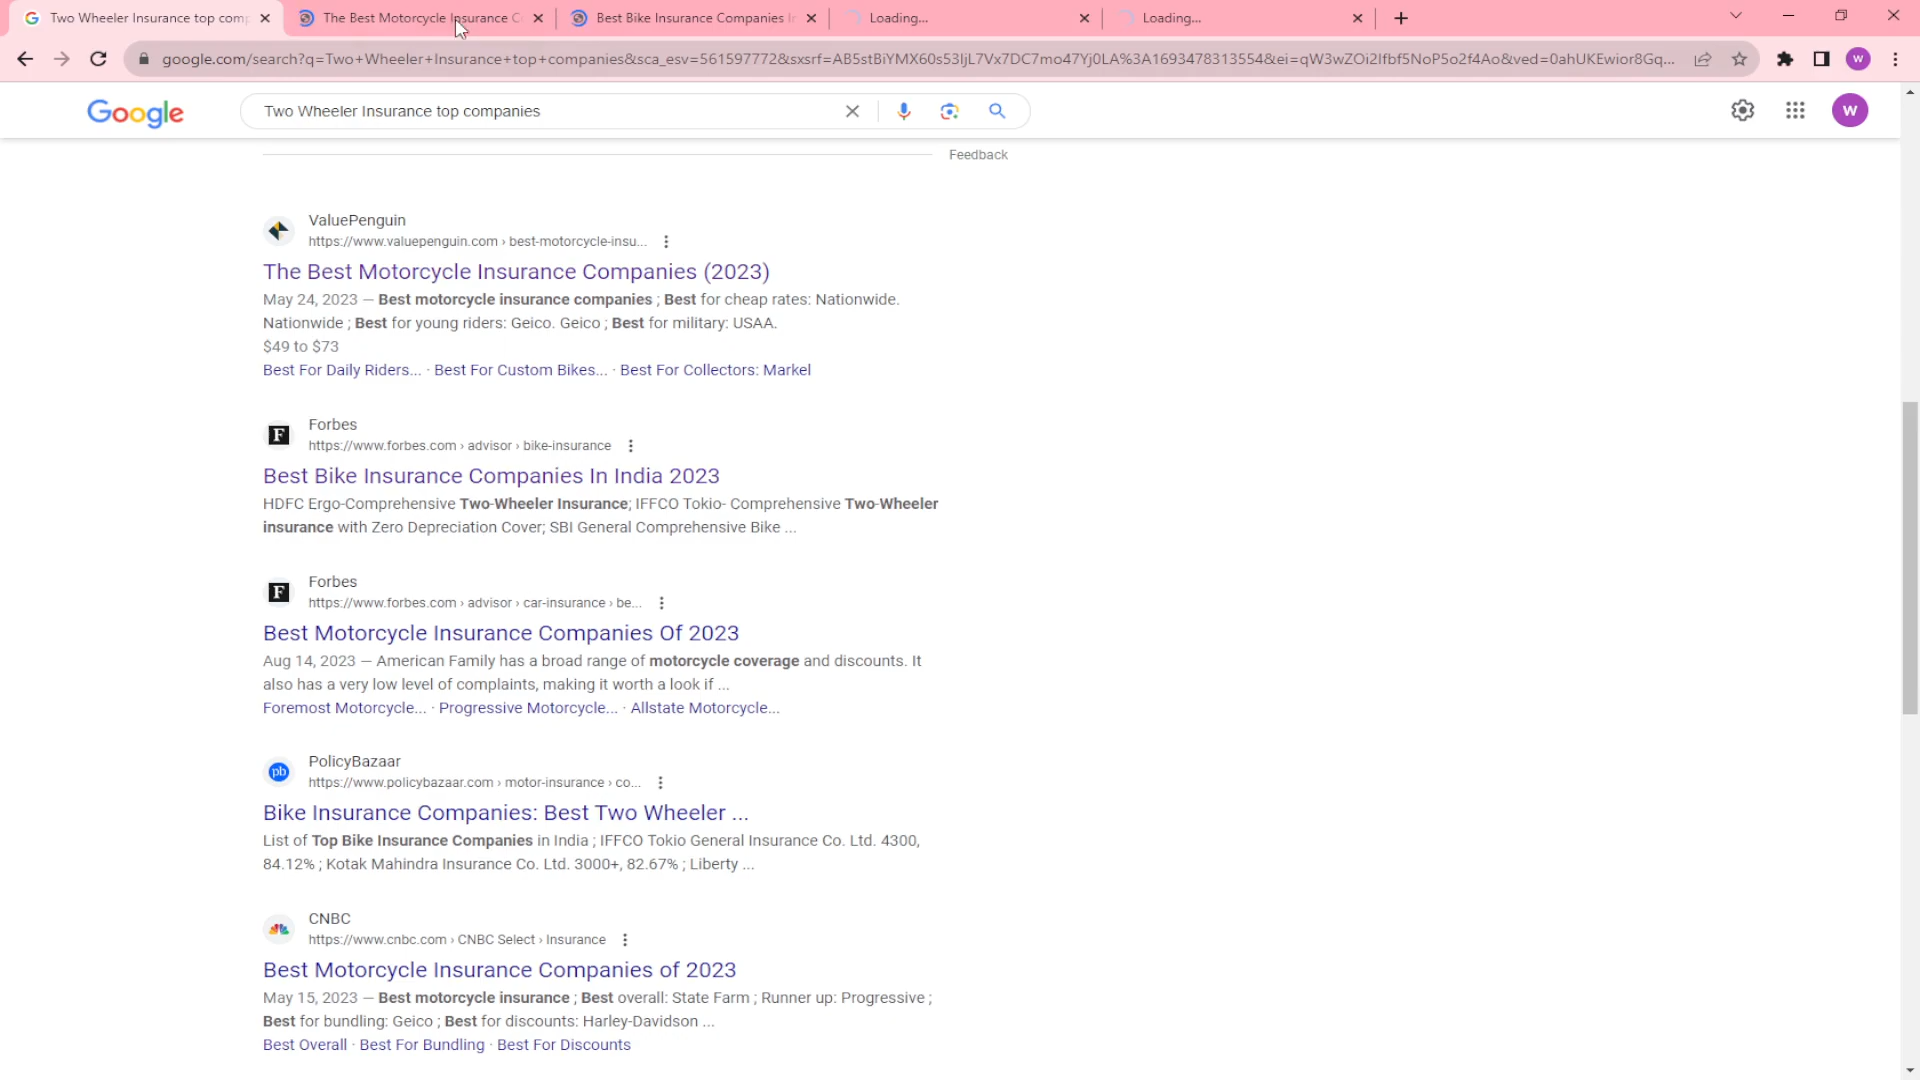 Two Wheeler Insurance top comp
The Best Motorcycle Insurance C
Best Bike Insurance Companies In
Loading...
Loading...
google.com/search?q=Two+Wheeler+Insurance+top+companies&sca_esv=561597772&sxsrf=AB5stBiYMX60s53IjL7Vx7DC7mo47Yj0LA%3A1693478313554&ei=qW3wZOi2Ifbf5NoP5o2f4Ao&ved=0ahUKEwior8Gq...
W
Google
Two Wheeler Insurance top companies
W
Feedback
ValuePenguin
https://www.valuepenguin.com › best-motorcycle-insu...
The Best Motorcycle Insurance Companies (2023)
May 24, 2023 — Best motorcycle insurance companies ; Best for cheap rates: Nationwide.
Nationwide ; Best for young riders: Geico. Geico ; Best for military: USAA.
$49 to $73
Best For Daily Riders... · Best For Custom Bikes... · Best For Collectors: Markel
F
Forbes
https://www.forbes.com › advisor › bike-insurance
Best Bike Insurance Companies In India 2023
HDFC Ergo-Comprehensive Two-Wheeler Insurance; IFFCO Tokio- Comprehensive Two-Wheeler
insurance with Zero Depreciation Cover; SBI General Comprehensive Bike ...
F
Forbes
https://www.forbes.com › advisor › car-insurance › be...
Best Motorcycle Insurance Companies Of 2023
Aug 14, 2023 — American Family has a broad range of motorcycle coverage and discounts. It
also has a very low level of complaints, making it worth a look if ...
Foremost Motorcycle... · Progressive Motorcycle... · Allstate Motorcycle...
pb
PolicyBazaar
https://www.policybazaar.com › motor-insurance › co...
Bike Insurance Companies: Best Two Wheeler ...
List of Top Bike Insurance Companies in India ; IFFCO Tokio General Insurance Co. Ltd. 4300,
84.12% ; Kotak Mahindra Insurance Co. Ltd. 3000+, 82.67% ; Liberty ...
CNBC
https://www.cnbc.com › CNBC Select › Insurance
Best Motorcycle Insurance Companies of 2023
May 15, 2023 — Best motorcycle insurance ; Best overall: State Farm ; Runner up: Progressive ;
Best for bundling: Geico ; Best for discounts: Harley-Davidson ...
Best Overall · Best For Bundling · Best For Discounts